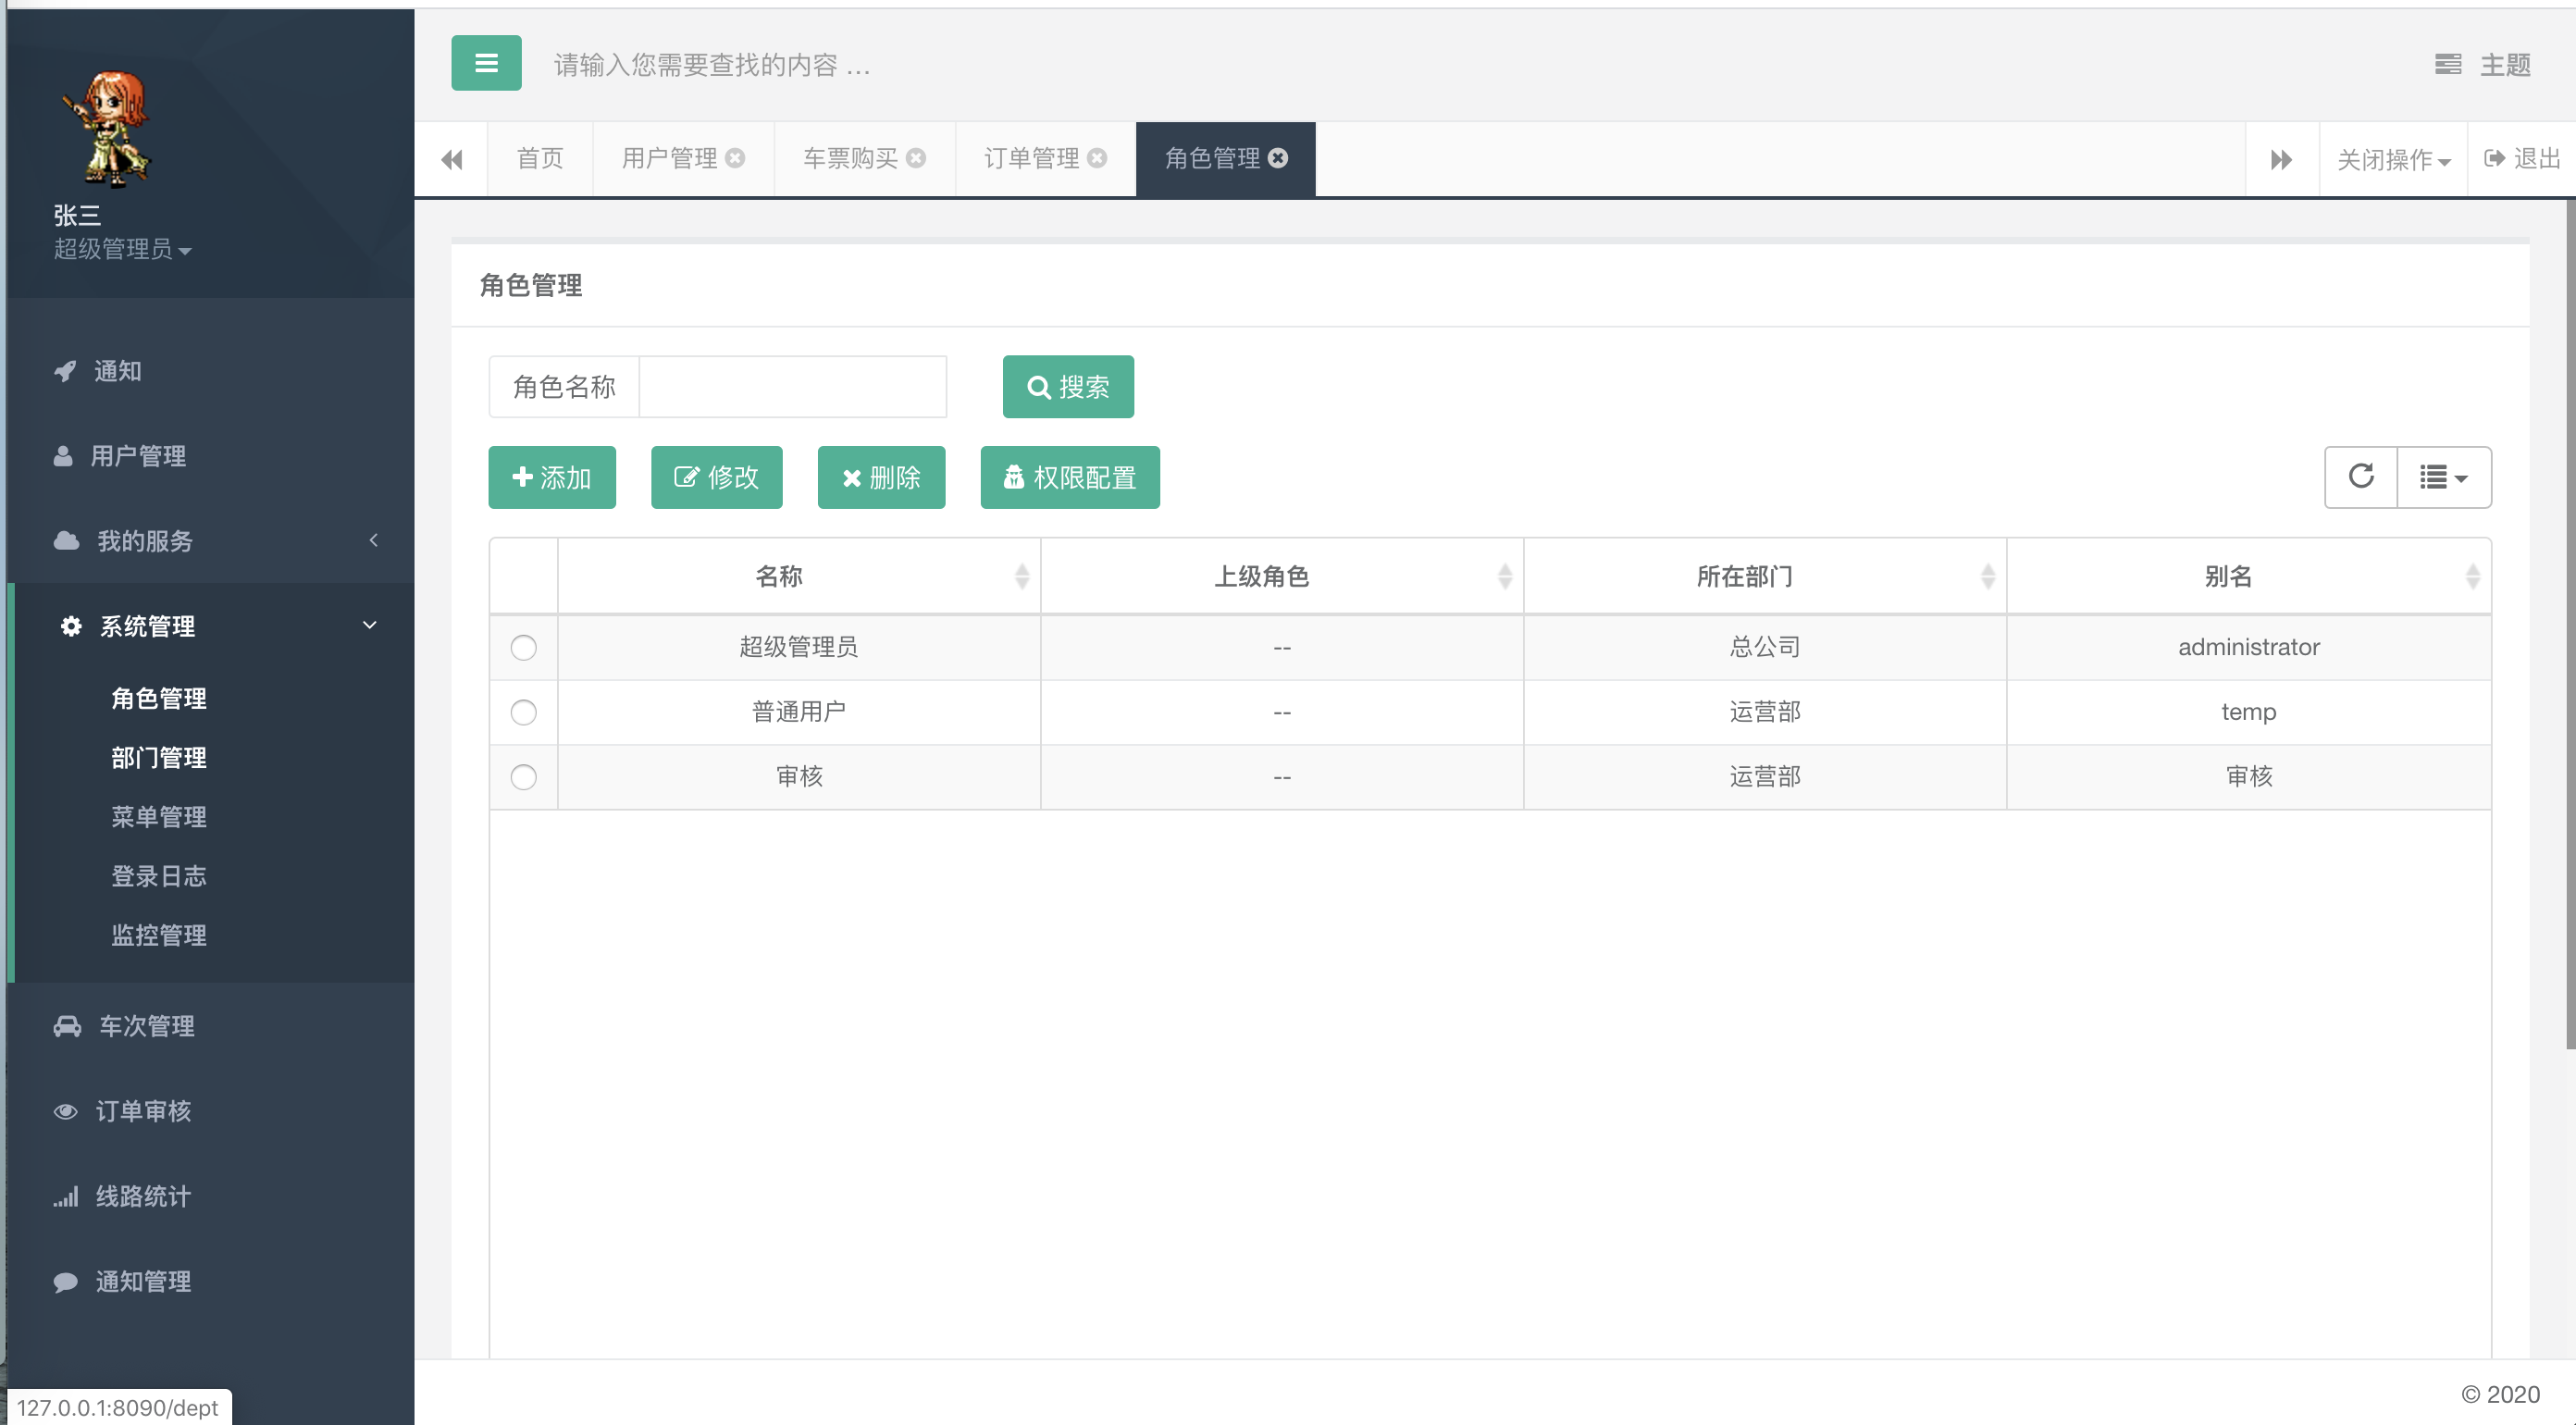 请输入您需要查找的内容 …
主题
首页
用户管理
车票购买
订单管理
角色管理
关闭操作
退出
张三
超级管理员
通知
用户管理
我的服务
系统管理
角色管理
部门管理
菜单管理
登录日志
监控管理
车次管理
订单审核
线路统计
通知管理
127.0.0.1:8090/dept
角色管理
角色名称
搜索
添加 修改 删除 权限配置
名称 上级角色 所在部门 别名
超级管理员 -- 总公司 administrator
普通用户 -- 运营部 temp
审核 -- 运营部 审核
© 2020